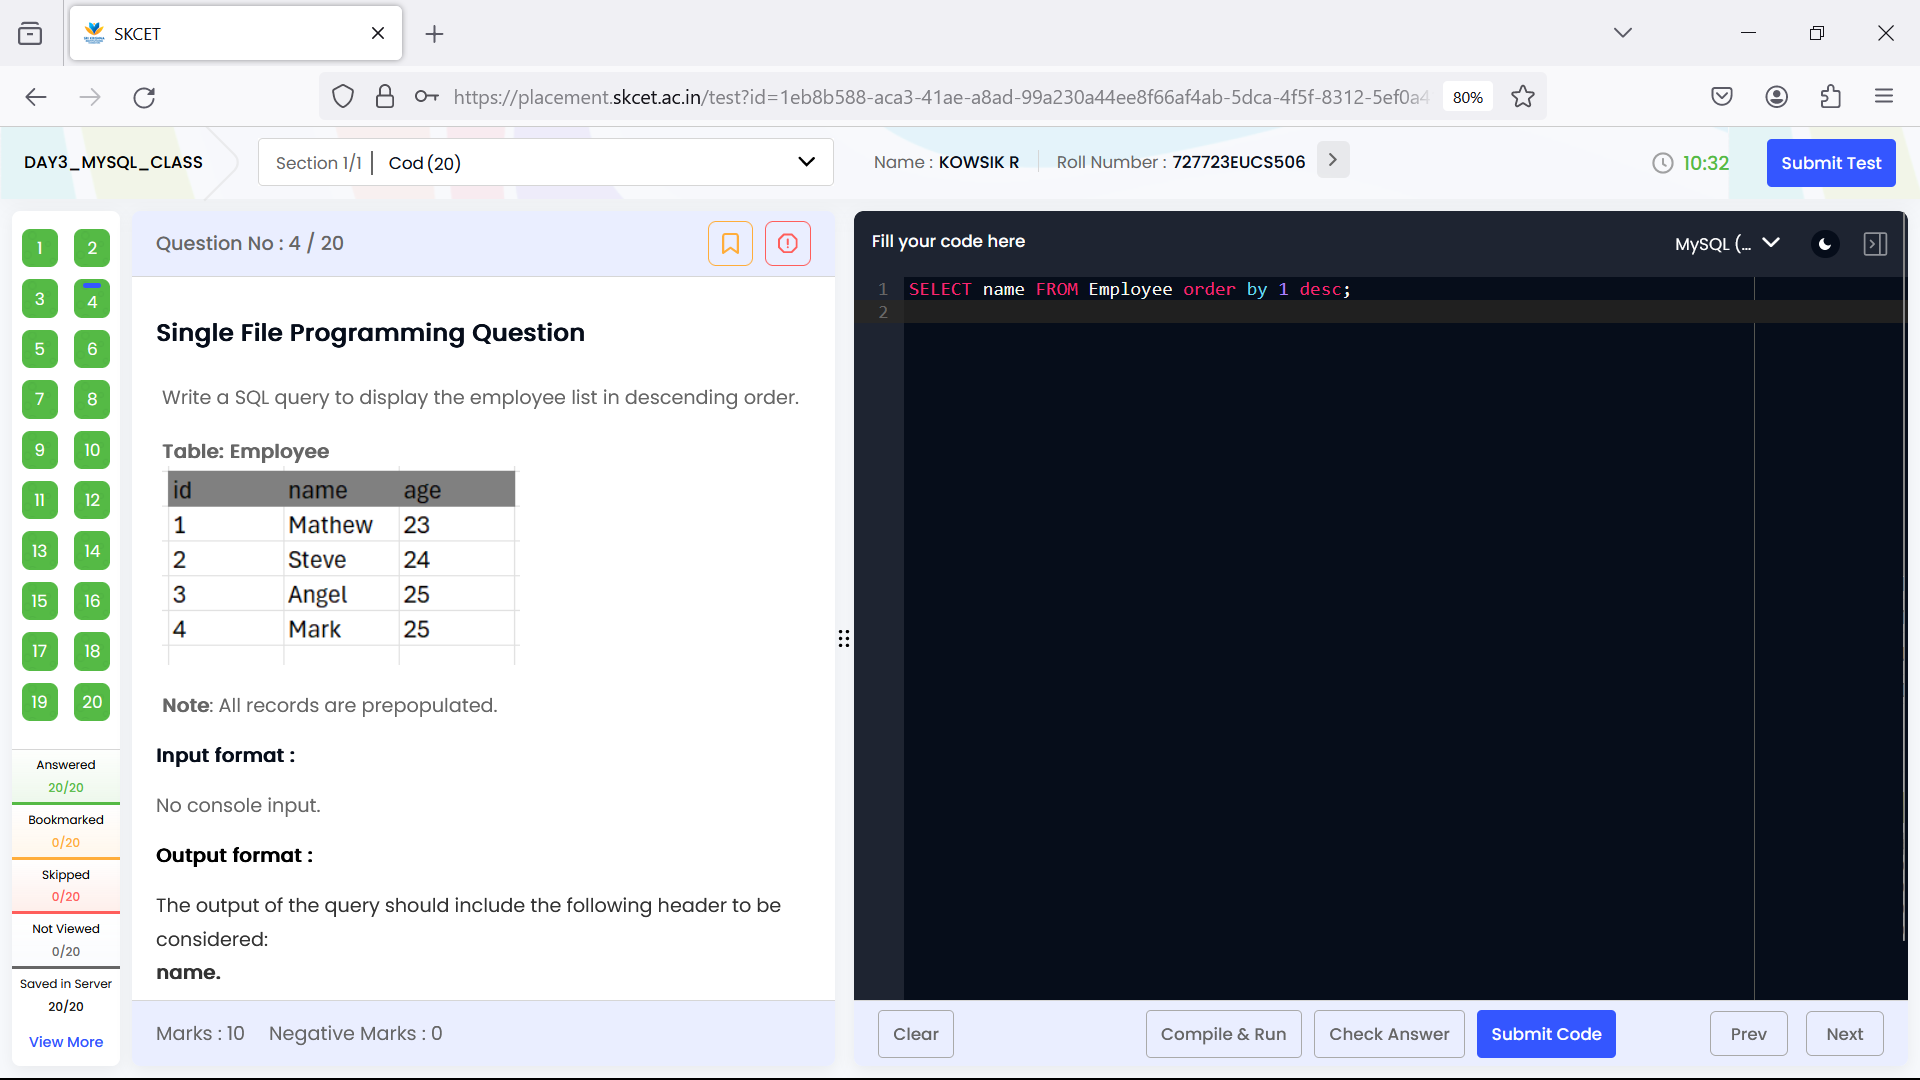 SKCET
https://placement.skcet.ac.in/test?id=1eb8b588-aca3-41ae-a8ad-99a230a44ee8f66af4ab-5dca-4f5f-8312-5ef0a4
80%
DAY3_MYSQL_CLASS
Section 1/1 | Cod (20)
Name : KOWSIK R
Roll Number : 727723EUCS506
10:32
Submit Test
1 2
3 4
5 6
7 8
9 10
11 12
13 14
15 16
17 18
19 20
Answered
20/20
Bookmarked
0/20
Skipped
0/20
Not Viewed
0/20
Saved in Server
20/20
View More
Question No : 4 / 20
Single File Programming Question
Write a SQL query to display the employee list in descending order.
Table: Employee
id name age
1 Mathew 23
2 Steve 24
3 Angel 25
4 Mark 25
Note: All records are prepopulated.
Input format :
No console input.
Output format :
The output of the query should include the following header to be
considered:
name.
Marks : 10 Negative Marks : 0
Fill your code here
MySQL (...
1 SELECT name FROM Employee order by 1 desc;
2
Clear
Compile & Run
Check Answer
Submit Code
Prev
Next